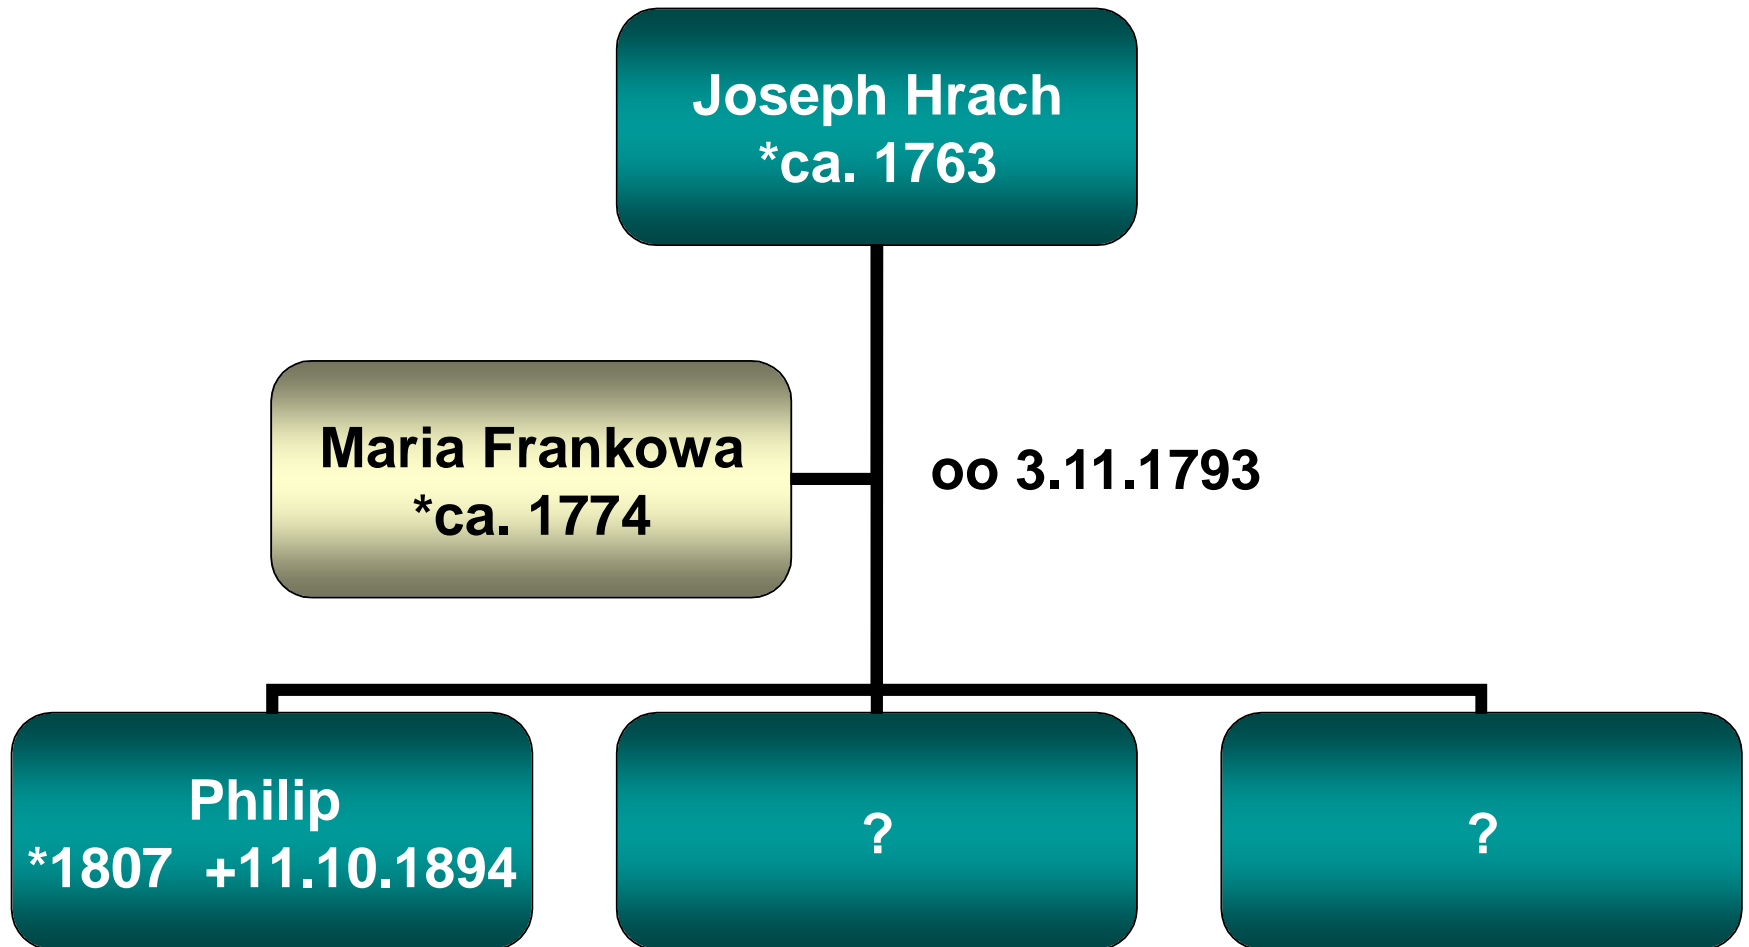 Joseph Hrach
*ca. 1763
Maria Frankowa
*ca. 1774
oo 3.11.1793
Philip
*1807 +11.10.1894
?
?